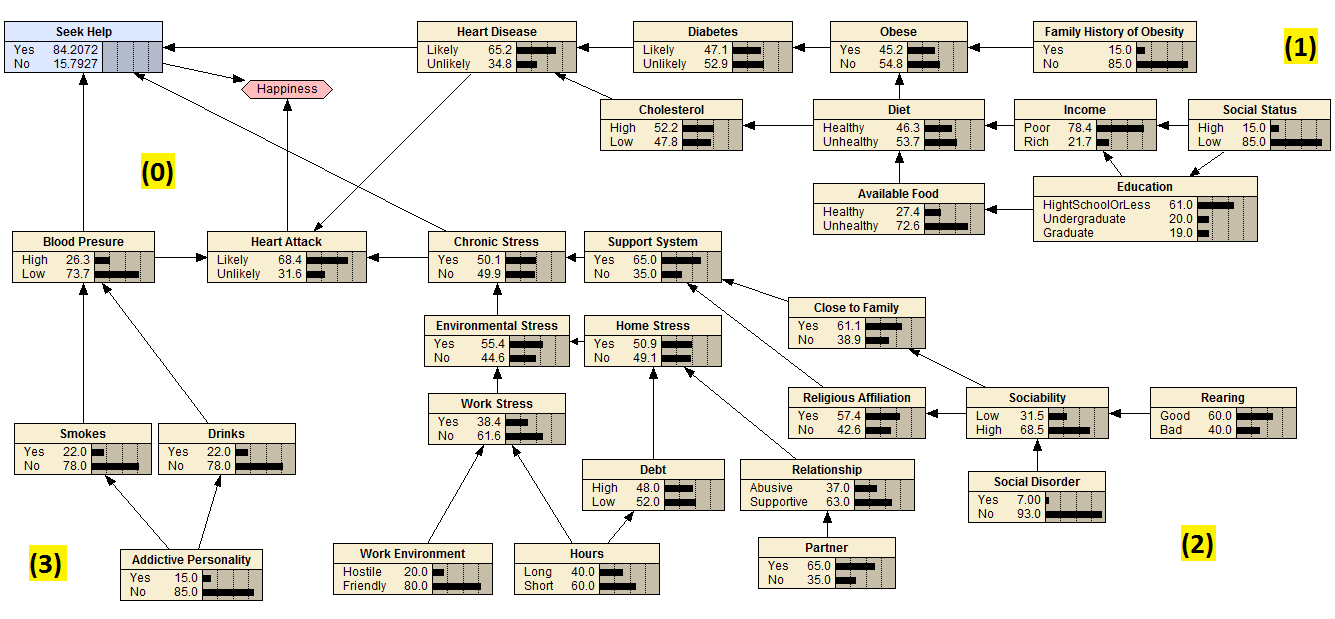 Seek Help
Yes 84.2072
No 15.7927
Happiness
Heart Disease
Likely 65.2
Unlikely 34.8
Diabetes
Likely 47.1
Unlikely 52.9
Obese
Yes 45.2
No 54.8
Family History of Obesity
Yes 15.0
No 85.0
(1)
Cholesterol
High 52.2
Low 47.8
Diet
Healthy 46.3
Unhealthy 53.7
Income
Poor 78.4
Rich 21.7
Social Status
High 15.0
Low 85.0
(0)
Available Food
Healthy 27.4
Unhealthy 72.6
Education
HightSchoolOrLess 61.0
Undergraduate 20.0
Graduate 19.0
Blood Presure
High 26.3
Low 73.7
Heart Attack
Likely 68.4
Unlikely 31.6
Chronic Stress
Yes 50.1
No 49.9
Support System
Yes 65.0
No 35.0
Close to Family
Yes 61.1
No 38.9
Environmental Stress
Yes 55.4
No 44.6
Home Stress
Yes 50.9
No 49.1
Work Stress
Yes 38.4
No 61.6
Religious Affiliation
Yes 57.4
No 42.6
Sociability
Low 31.5
High 68.5
Rearing
Good 60.0
Bad 40.0
Smokes
Yes 22.0
No 78.0
Drinks
Yes 22.0
No 78.0
Debt
High 48.0
Low 52.0
Relationship
Abusive 37.0
Supportive 63.0
Social Disorder
Yes 7.00
No 93.0
(2)
(3)
Addictive Personality
Yes 15.0
No 85.0
Work Environment
Hostile 20.0
Friendly 80.0
Hours
Long 40.0
Short 60.0
Partner
Yes 65.0
No 35.0